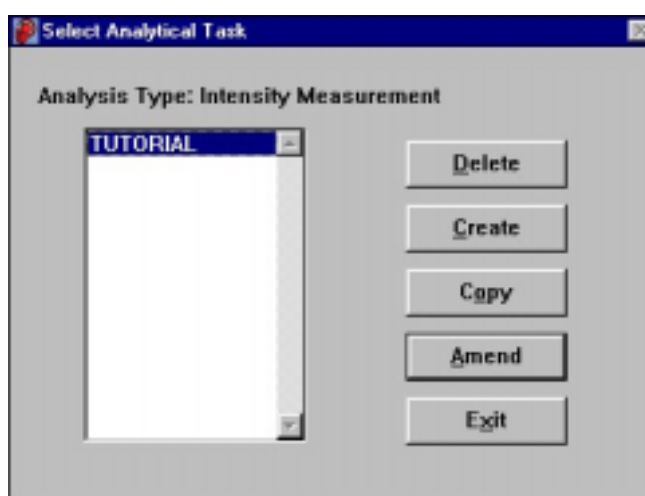 Select Analytical Task
Analysis Type: Intensity Measurement
TUTORIAL
Delete
Create
Copy
Amend
Exit